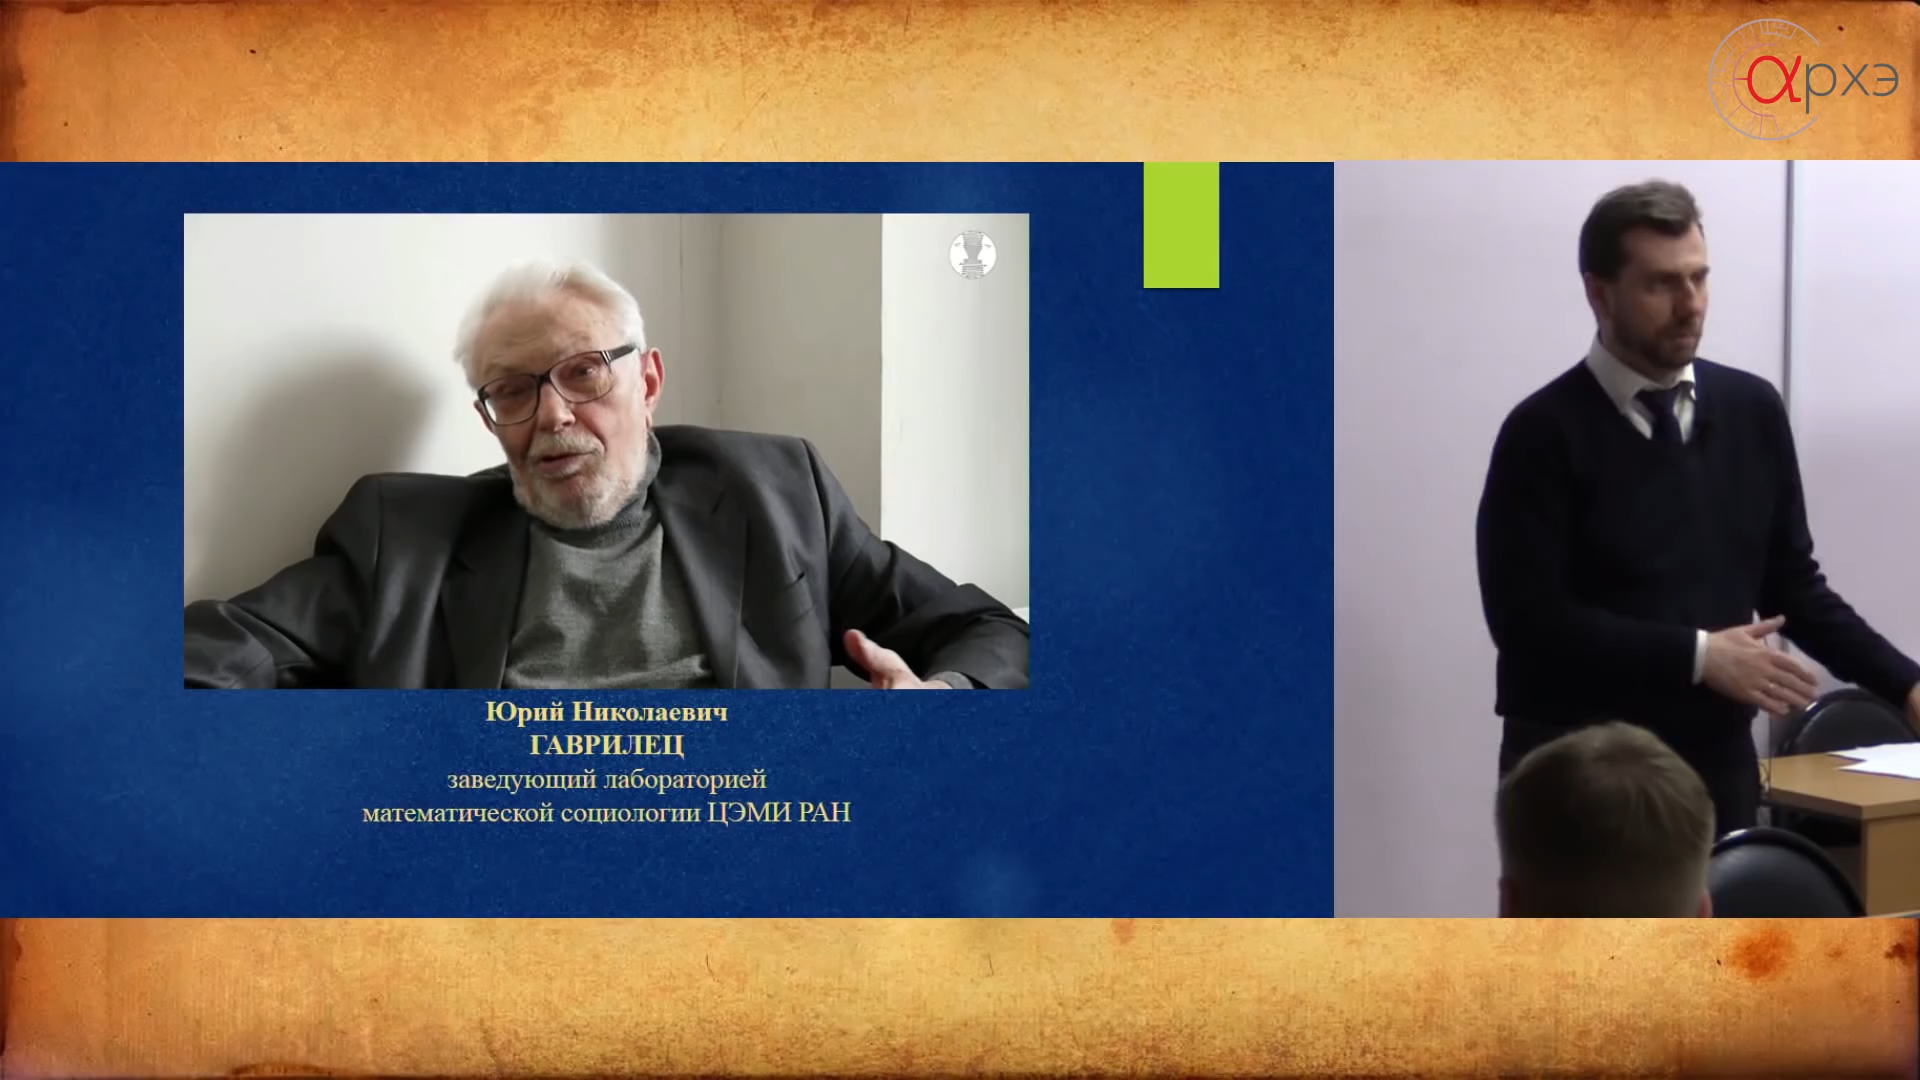 αрхэ
Юрий Николаевич
ГАВРИЛЕЦ
заведующий лабораторией
математической социологии ЦЭМИ РАН